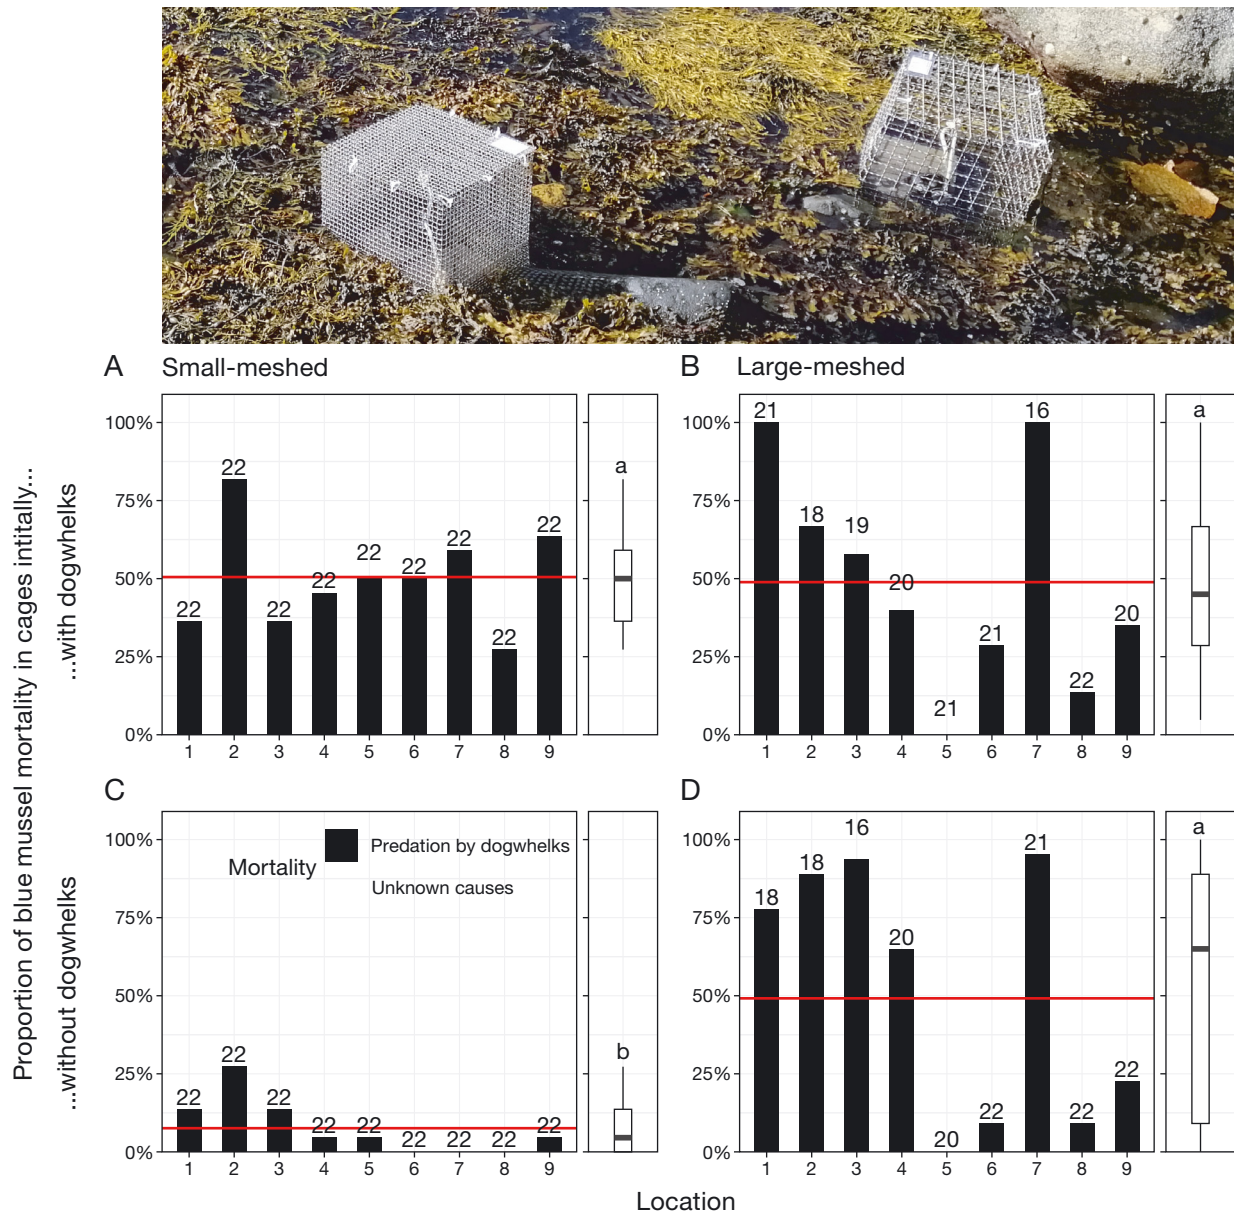 A Small-meshed
B Large-meshed
Proportion of blue mussel mortality in cages intitally...
...with dogwhelks
...without dogwhelks
100%
75%
50%
25%
0%
22 22 22 22 22 22 22 22 22
1 2 3 4 5 6 7 8 9
a
100%
75%
50%
25%
0%
21 18 19 20 21 21 16 22 20
1 2 3 4 5 6 7 8 9
a
C
100%
75%
50%
25%
0%
Mortality
Predation by dogwhelks
Unknown causes
22 22 22 22 22 22 22 22 22
1 2 3 4 5 6 7 8 9
b
D
100%
75%
50%
25%
0%
18 18 16 20 20 22 21 22 22
1 2 3 4 5 6 7 8 9
a
Location